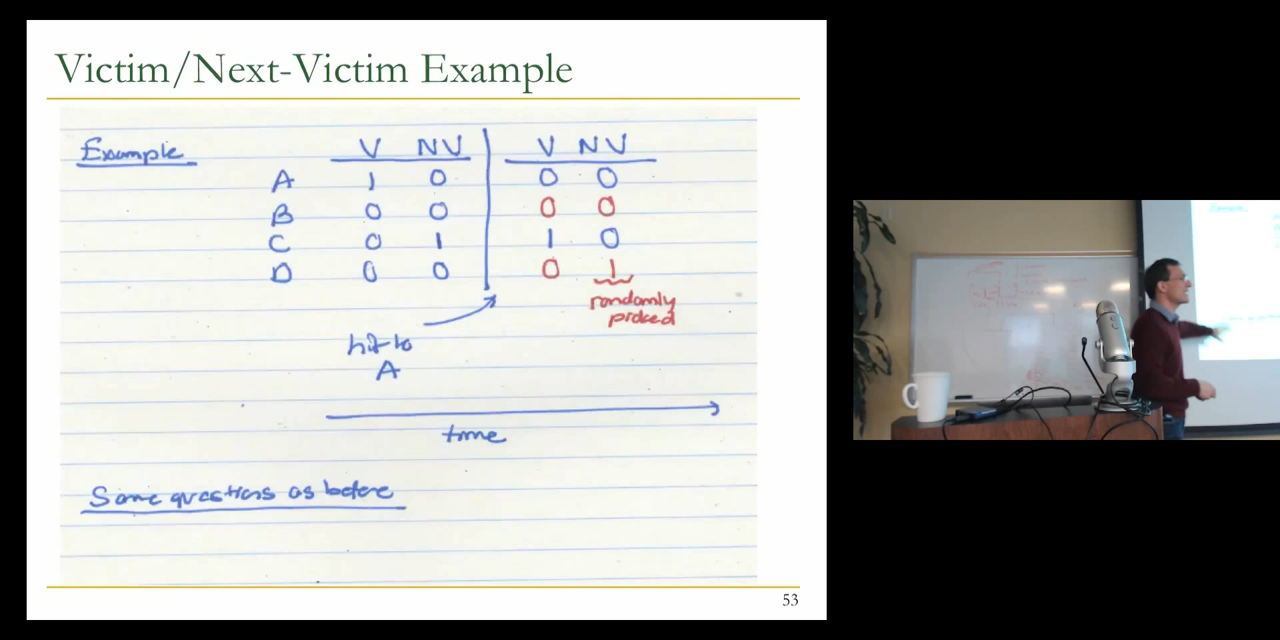 Victim/Next-Victim Example
Example V NV V NV
A 1 0 0 0
B 0 0 0 0
C 0 1 1 0
D 0 0 0 1
randomly
picked
hit to
A
time
Same questions as before
53